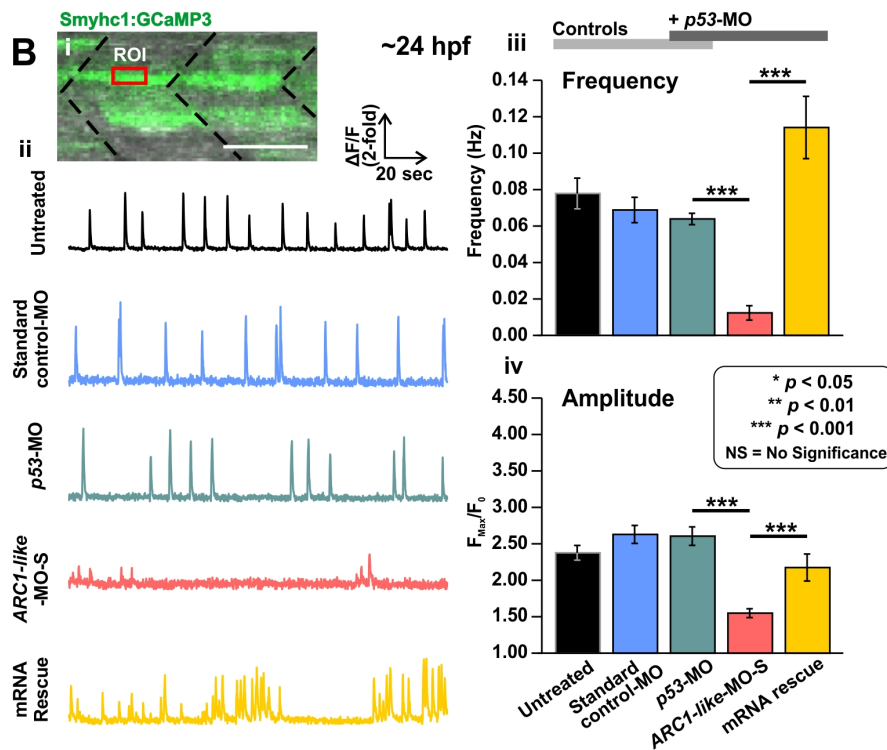 Smyhc1:GCaMP3
B
i
ROI
~24 hpf
ΔF/F
(2-fold)
20 sec
ii
Untreated
Standard
control-MO
p53-MO
ARC1-like
-MO-S
mRNA
Rescue
iii
Controls
+ p53-MO
Frequency
***
***
Frequency (Hz)
0.14
0.12
0.10
0.08
0.06
0.04
0.02
0.00
iv
Amplitude
* p < 0.05
** p < 0.01
*** p < 0.001
NS = No Significance
***
***
FMax/F0
4.50
4.00
3.50
3.00
2.50
2.00
1.50
1.00
Untreated
Standard
control-MO
p53-MO
ARC1-like-MO-S
mRNA rescue